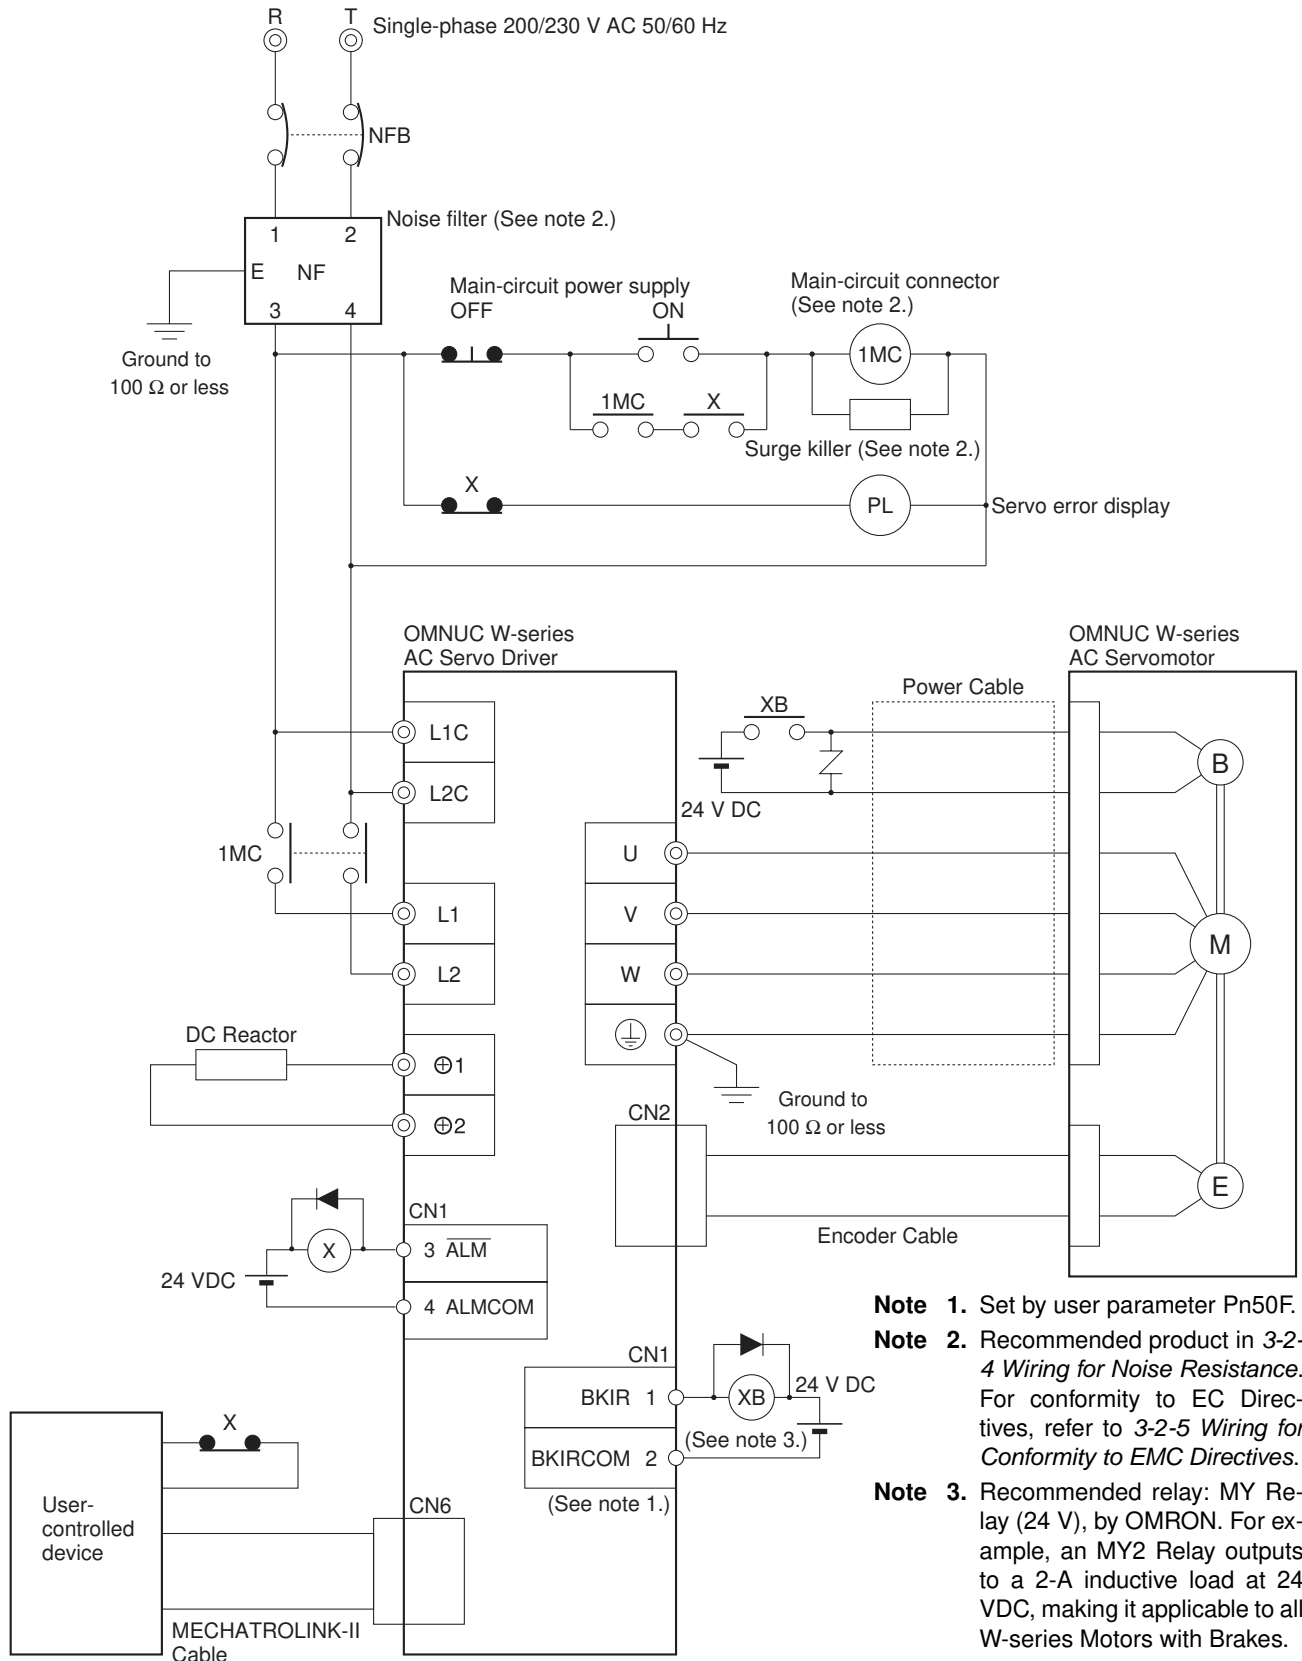 R
T
Single-phase 200/230 V AC 50/60 Hz
NFB
Noise filter (See note 2.)
1
2
E
NF
3
4
Ground to
100 Ω or less
Main-circuit power supply
OFF
ON
Main-circuit connector
(See note 2.)
1MC
1MC
X
Surge killer (See note 2.)
X
PL
Servo error display
OMNUC W-series
AC Servo Driver
OMNUC W-series
AC Servomotor
Power Cable
XB
24 V DC
B
L1C
L2C
1MC
L1
L2
U
V
W
M
DC Reactor
⊕1
⊕2
Ground to
100 Ω or less
CN2
E
Encoder Cable
CN1
X
3 A̅L̅M̅
24 VDC
4 ALMCOM
CN1
BKIR 1
XB
24 V DC
(See note 3.)
BKIRCOM 2
(See note 1.)
X
User-
controlled
device
CN6
MECHATROLINK-II
Cable
Note 1. Set by user parameter Pn50F.
Note 2. Recommended product in 3-2-
4 Wiring for Noise Resistance.
For conformity to EC Direc-
tives, refer to 3-2-5 Wiring for
Conformity to EMC Directives.
Note 3. Recommended relay: MY Re-
lay (24 V), by OMRON. For ex-
ample, an MY2 Relay outputs
to a 2-A inductive load at 24
VDC, making it applicable to all
W-series Motors with Brakes.